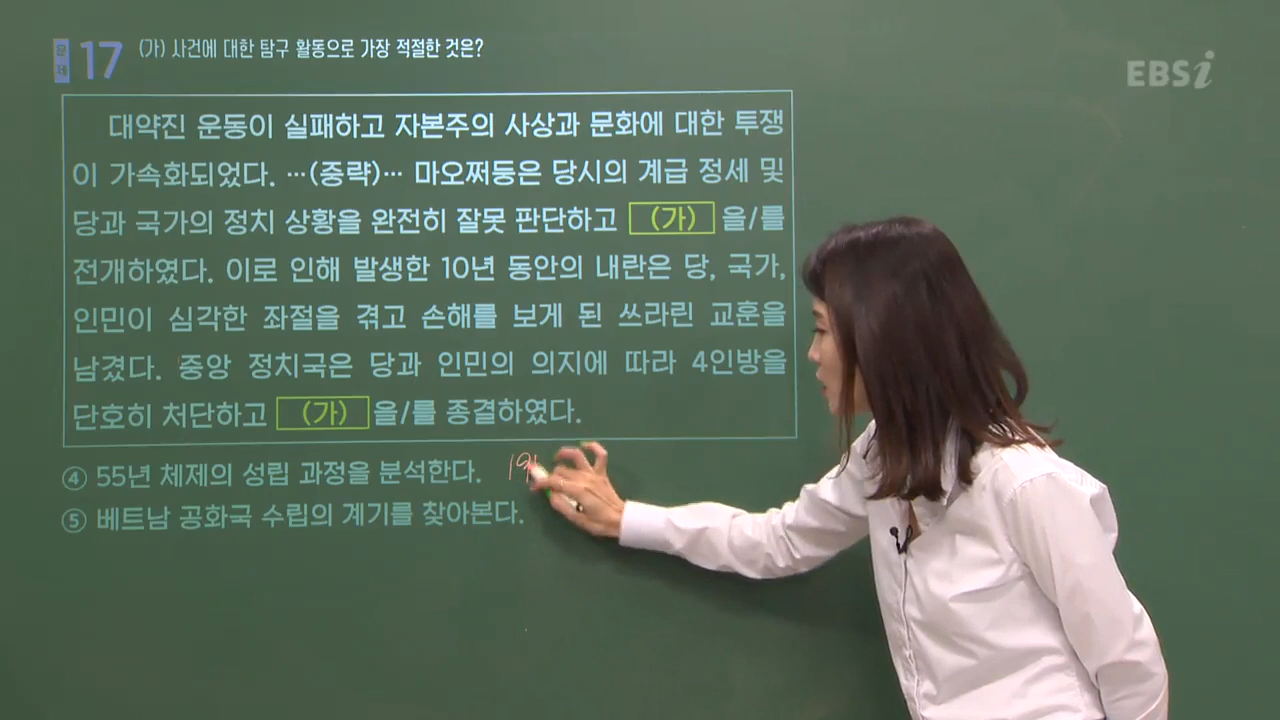 문제 17 (가) 사건에 대한 탐구 활동으로 가장 적절한 것은?
EBSi
대약진 운동이 실패하고 자본주의 사상과 문화에 대한 투쟁
이 가속화되었다. …(중략)… 마오쩌둥은 당시의 계급 정세 및
당과 국가의 정치 상황을 완전히 잘못 판단하고 (가) 을/를
전개하였다. 이로 인해 발생한 10년 동안의 내란은 당, 국가,
인민이 심각한 좌절을 겪고 손해를 보게 된 쓰라린 교훈을
남겼다. 중앙 정치국은 당과 인민의 의지에 따라 4인방을
단호히 처단하고 (가) 을/를 종결하였다.
④ 55년 체제의 성립 과정을 분석한다.
⑤ 베트남 공화국 수립의 계기를 찾아본다.